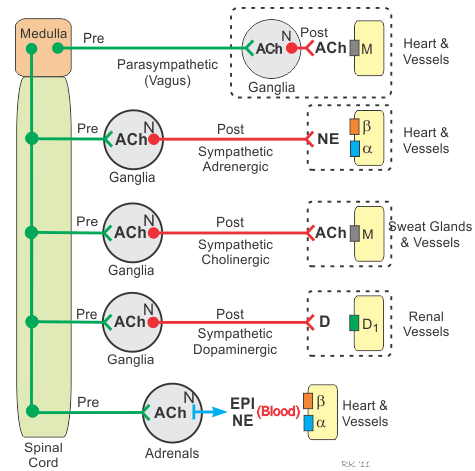 Medulla
Pre
Parasympathetic
(Vagus)
ACh
N
Ganglia
Post
ACh
M
Heart &
Vessels
Pre
ACh
N
Ganglia
Post
Sympathetic
Adrenergic
NE
β
α
Heart &
Vessels
Pre
ACh
N
Ganglia
Post
Sympathetic
Cholinergic
ACh
M
Sweat Glands
& Vessels
Pre
ACh
N
Ganglia
Post
Sympathetic
Dopaminergic
D
D₁
Renal
Vessels
Pre
ACh
N
Adrenals
EPI
NE
(Blood)
β
α
Heart &
Vessels
Spinal
Cord
RK '11